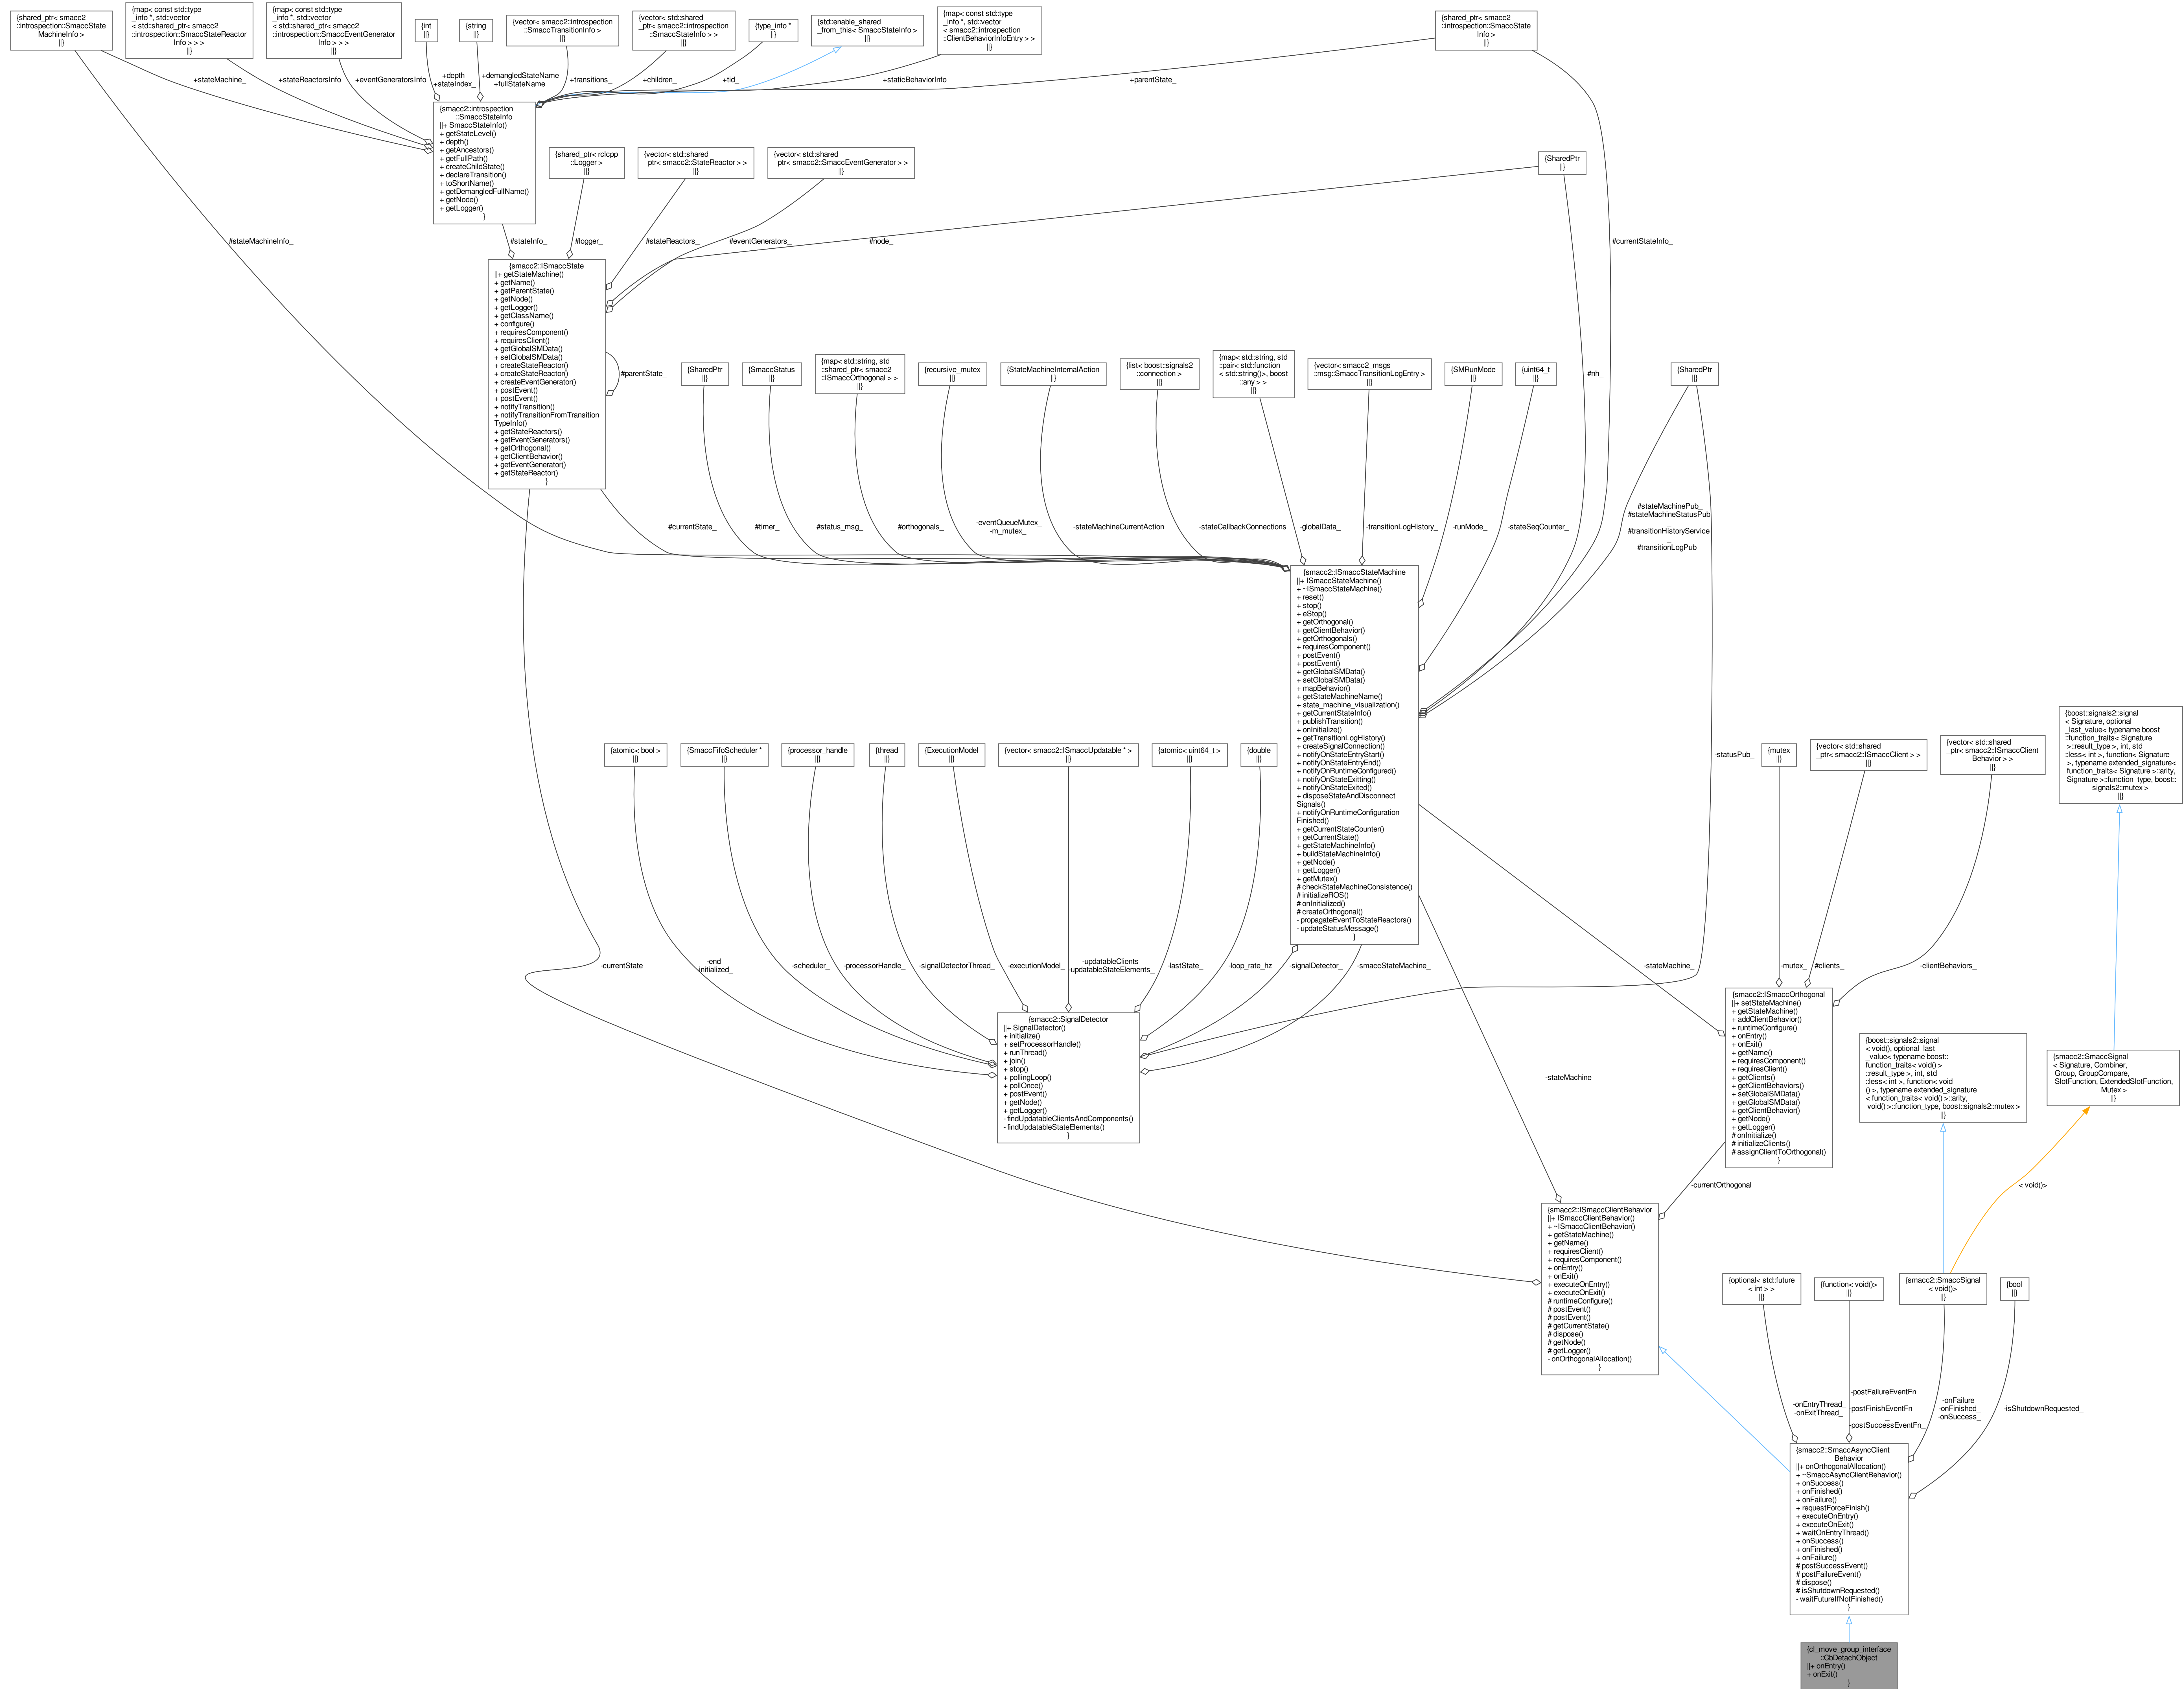 {shared_ptr< smacc2
::introspection::SmaccState
MachineInfo >
||}
{map< const std::type
_info *, std::vector
< std::shared_ptr< smacc2
::introspection::SmaccStateReactor
Info > > >
||}
{map< const std::type
_info *, std::vector
< std::shared_ptr< smacc2
::introspection::SmaccEventGenerator
Info > > >
||}
{int
||}
{string
||}
{vector< smacc2::introspection
::SmaccTransitionInfo >
||}
{vector< std::shared
_ptr< smacc2::introspection
::SmaccStateInfo > >
||}
{type_info *
||}
{std::enable_shared
_from_this< SmaccStateInfo >
||}
{map< const std::type
_info *, std::vector
< smacc2::introspection
::ClientBehaviorInfoEntry > >
||}
{shared_ptr< smacc2
::introspection::SmaccState
Info >
||}
+stateMachine_
+stateReactorsInfo
+eventGeneratorsInfo
+depth_
+stateIndex_
+demangledStateName
+fullStateName
+transitions_
+children_
+tid_
+staticBehaviorInfo
+parentState_
{smacc2::introspection
::SmaccStateInfo
||+ SmaccStateInfo()
+ getStateLevel()
+ depth()
+ getAncestors()
+ getFullPath()
+ createChildState()
+ declareTransition()
+ toShortName()
+ getDemangledFullName()
+ getNode()
+ getLogger()
}
{shared_ptr< rclcpp
::Logger >
||}
{vector< std::shared
_ptr< smacc2::StateReactor > >
||}
{vector< std::shared
_ptr< smacc2::SmaccEventGenerator > >
||}
{SharedPtr
||}
#stateMachineInfo_
#stateInfo_
#logger_
#stateReactors_
#eventGenerators_
#node_
#currentStateInfo_
{smacc2::ISmaccState
||+ getStateMachine()
+ getName()
+ getParentState()
+ getNode()
+ getLogger()
+ getClassName()
+ configure()
+ requiresComponent()
+ requiresClient()
+ getGlobalSMData()
+ setGlobalSMData()
+ createStateReactor()
+ createStateReactor()
+ createEventGenerator()
+ postEvent()
+ postEvent()
+ notifyTransition()
+ notifyTransitionFromTransition
TypeInfo()
+ getStateReactors()
+ getEventGenerators()
+ getOrthogonal()
+ getClientBehavior()
+ getEventGenerator()
+ getStateReactor()
}
#parentState_
{SharedPtr
||}
{SmaccStatus
||}
{map< std::string, std
::shared_ptr< smacc2
::ISmaccOrthogonal > >
||}
{recursive_mutex
||}
{StateMachineInternalAction
||}
{list< boost::signals2
::connection >
||}
{map< std::string, std
::pair< std::function
< std::string()>, boost
::any > >
||}
{vector< smacc2_msgs
::msg::SmaccTransitionLogEntry >
||}
{SMRunMode
||}
{uint64_t
||}
#nh_
{SharedPtr
||}
#currentState_
#timer_
#status_msg_
#orthogonals_
-eventQueueMutex_
-m_mutex_
-stateMachineCurrentAction
-stateCallbackConnections
-globalData_
-transitionLogHistory_
-runMode_
-stateSeqCounter_
#stateMachinePub_
#stateMachineStatusPub
_
#transitionHistoryService
_
#transitionLogPub_
{smacc2::ISmaccStateMachine
||+ ISmaccStateMachine()
+ ~ISmaccStateMachine()
+ reset()
+ stop()
+ eStop()
+ getOrthogonal()
+ getClientBehavior()
+ getOrthogonals()
+ requiresComponent()
+ postEvent()
+ postEvent()
+ getGlobalSMData()
+ setGlobalSMData()
+ mapBehavior()
+ getStateMachineName()
+ state_machine_visualization()
+ getCurrentStateInfo()
+ publishTransition()
+ onInitialize()
+ getTransitionLogHistory()
+ createSignalConnection()
+ notifyOnStateEntryStart()
+ notifyOnStateEntryEnd()
+ notifyOnRuntimeConfigured()
+ notifyOnStateExitting()
+ notifyOnStateExited()
+ disposeStateAndDisconnect
Signals()
+ notifyOnRuntimeConfiguration
Finished()
+ getCurrentStateCounter()
+ getCurrentState()
+ getStateMachineInfo()
+ buildStateMachineInfo()
+ getNode()
+ getLogger()
+ getMutex()
# checkStateMachineConsistence()
# initializeROS()
# onInitialized()
# createOrthogonal()
- propagateEventToStateReactors()
- updateStatusMessage()
}
{atomic< bool >
||}
{SmaccFifoScheduler *
||}
{processor_handle
||}
{thread
||}
{ExecutionModel
||}
{vector< smacc2::ISmaccUpdatable * >
||}
{atomic< uint64_t >
||}
{double
||}
-statusPub_
{mutex
||}
{vector< std::shared
_ptr< smacc2::ISmaccClient > >
||}
{vector< std::shared
_ptr< smacc2::ISmaccClient
Behavior > >
||}
{boost::signals2::signal
< Signature, optional
_last_value< typename boost
::function_traits< Signature
>::result_type >, int, std
::less< int >, function< Signature
>, typename extended_signature<
function_traits< Signature >::arity,
Signature >::function_type, boost::
signals2::mutex >
||}
-currentState
-end_
-initialized_
-scheduler_
-processorHandle_
-signalDetectorThread_
-executionModel_
-updatableClients_
-updatableStateElements_
-lastState_
-loop_rate_hz
-signalDetector_
-smaccStateMachine_
-stateMachine_
-mutex_
#clients_
-clientBehaviors_
{smacc2::SignalDetector
||+ SignalDetector()
+ initialize()
+ setProcessorHandle()
+ runThread()
+ join()
+ stop()
+ pollingLoop()
+ pollOnce()
+ postEvent()
+ getNode()
+ getLogger()
- findUpdatableClientsAndComponents()
- findUpdatableStateElements()
}
{smacc2::ISmaccOrthogonal
||+ setStateMachine()
+ getStateMachine()
+ addClientBehavior()
+ runtimeConfigure()
+ onEntry()
+ onExit()
+ getName()
+ requiresComponent()
+ requiresClient()
+ getClients()
+ getClientBehaviors()
+ setGlobalSMData()
+ getGlobalSMData()
+ getClientBehavior()
+ getNode()
+ getLogger()
# onInitialize()
# initializeClients()
# assignClientToOrthogonal()
}
{boost::signals2::signal
< void(), optional_last
_value< typename boost::
function_traits< void()>
::result_type >, int, std
::less< int >, function< void
() >, typename extended_signature
< function_traits< void() >::arity,
void() >::function_type, boost::signals2::mutex >
||}
{smacc2::SmaccSignal
< Signature, Combiner,
Group, GroupCompare,
SlotFunction, ExtendedSlotFunction,
Mutex >
||}
-stateMachine_
-currentOrthogonal
< void()>
{smacc2::ISmaccClientBehavior
||+ ISmaccClientBehavior()
+ ~ISmaccClientBehavior()
+ getStateMachine()
+ getName()
+ requiresClient()
+ requiresComponent()
+ onEntry()
+ onExit()
+ executeOnEntry()
+ executeOnExit()
# runtimeConfigure()
# postEvent()
# postEvent()
# getCurrentState()
# dispose()
# getNode()
# getLogger()
- onOrthogonalAllocation()
}
{optional< std::future
< int > >
||}
{function< void()>
||}
{smacc2::SmaccSignal
< void()>
||}
{bool
||}
-onEntryThread_
-onExitThread_
-postFailureEventFn
_
-postFinishEventFn
_
-postSuccessEventFn_
-onFailure_
-onFinished_
-onSuccess_
-isShutdownRequested_
{smacc2::SmaccAsyncClient
Behavior
||+ onOrthogonalAllocation()
+ ~SmaccAsyncClientBehavior()
+ onSuccess()
+ onFinished()
+ onFailure()
+ requestForceFinish()
+ executeOnEntry()
+ executeOnExit()
+ waitOnEntryThread()
+ onSuccess()
+ onFinished()
+ onFailure()
# postSuccessEvent()
# postFailureEvent()
# dispose()
# isShutdownRequested()
- waitFutureIfNotFinished()
}
{cl_move_group_interface
::CbDetachObject
||+ onEntry()
+ onExit()
}